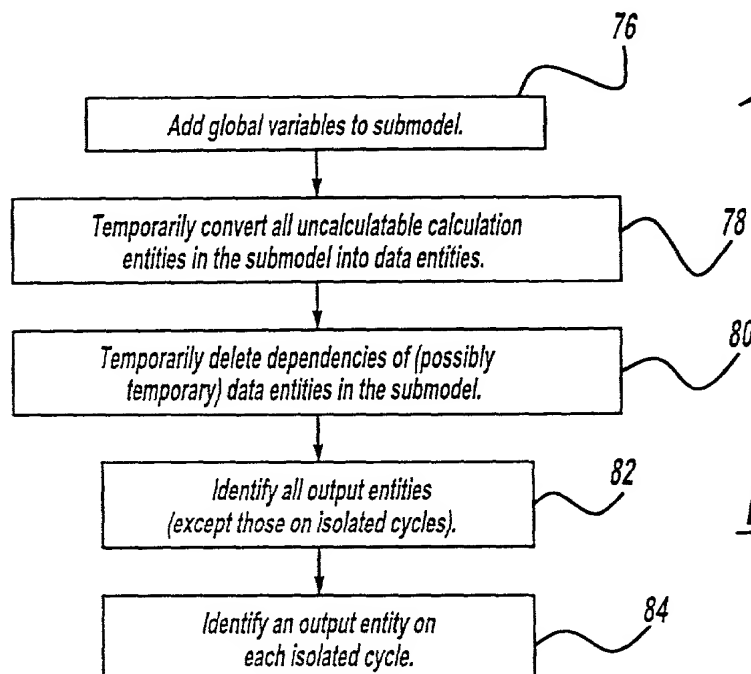 76
Add global variables to submodel.
Temporarily convert all uncalculatable calculation
entities in the submodel into data entities.
78
Temporarily delete dependencies of (possibly
temporary) data entities in the submodel.
80
Identify all output entities
(except those on isolated cycles).
82
Identify an output entity on
each isolated cycle.
84